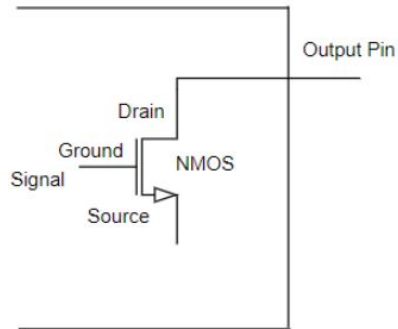 Output Pin
Drain
Ground
NMOS
Signal
Source